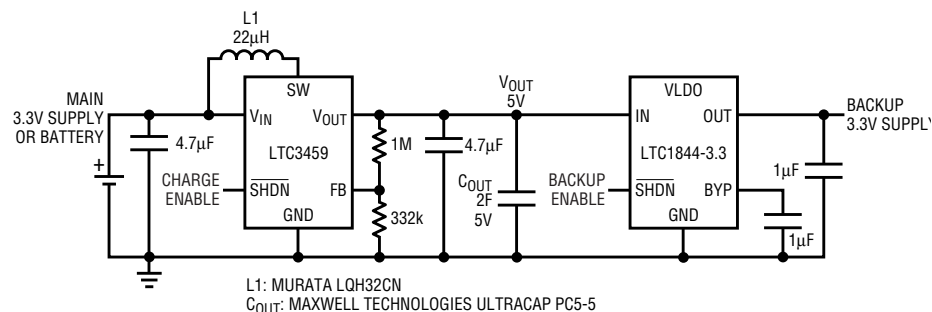 L1
22µH
MAIN
3.3V SUPPLY
OR BATTERY
+
4.7µF
CHARGE
ENABLE
SW
VIN
VOUT
LTC3459
SHDN
FB
GND
1M
332k
4.7µF
VOUT
5V
COUT
2F
5V
BACKUP
ENABLE
VLDO
IN
OUT
LTC1844-3.3
SHDN
BYP
GND
1µF
1µF
BACKUP
3.3V SUPPLY
L1: MURATA LQH32CN
COUT: MAXWELL TECHNOLOGIES ULTRACAP PC5-5